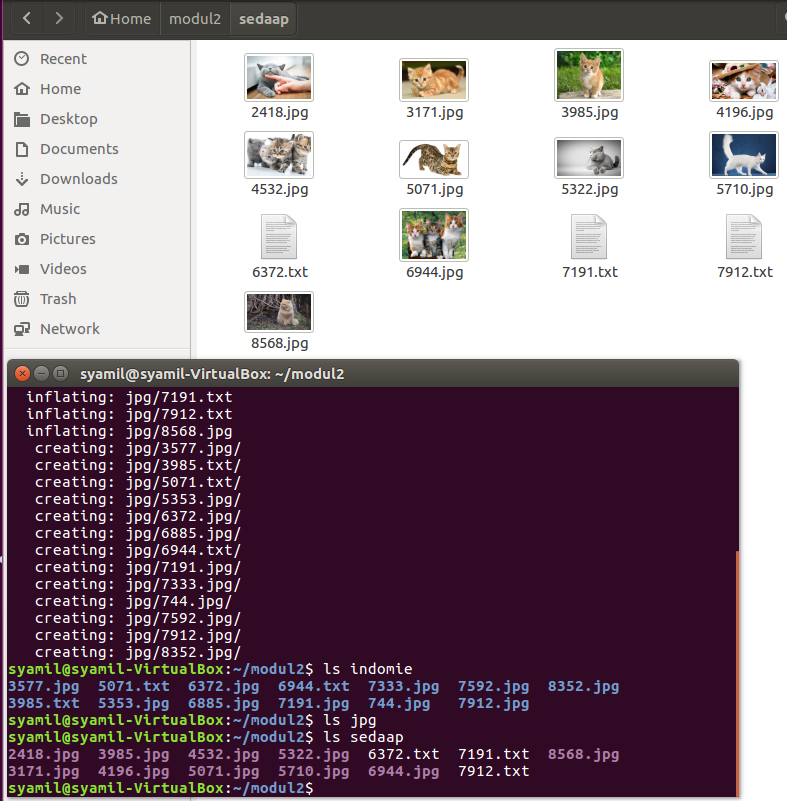 Home modul2 sedaap
Recent
Home
Desktop
Documents
Downloads
Music
Pictures
Videos
Trash
Network
2418.jpg 3171.jpg 3985.jpg 4196.jpg
4532.jpg 5071.jpg 5322.jpg 5710.jpg
6372.txt 6944.jpg 7191.txt 7912.txt
8568.jpg
syamil@syamil-VirtualBox: ~/modul2
inflating: jpg/7191.txt
inflating: jpg/7912.txt
inflating: jpg/8568.jpg
creating: jpg/3577.jpg/
creating: jpg/3985.txt/
creating: jpg/5071.txt/
creating: jpg/5353.jpg/
creating: jpg/6372.jpg/
creating: jpg/6885.jpg/
creating: jpg/6944.txt/
creating: jpg/7191.jpg/
creating: jpg/7333.jpg/
creating: jpg/744.jpg/
creating: jpg/7592.jpg/
creating: jpg/7912.jpg/
creating: jpg/8352.jpg/
syamil@syamil-VirtualBox:~/modul2$ ls indomie
3577.jpg 5071.txt 6372.jpg 6944.txt 7333.jpg 7592.jpg 8352.jpg
3985.txt 5353.jpg 6885.jpg 7191.jpg 744.jpg 7912.jpg
syamil@syamil-VirtualBox:~/modul2$ ls jpg
syamil@syamil-VirtualBox:~/modul2$ ls sedaap
2418.jpg 3985.jpg 4532.jpg 5322.jpg 6372.txt 7191.txt 8568.jpg
3171.jpg 4196.jpg 5071.jpg 5710.jpg 6944.jpg 7912.txt
syamil@syamil-VirtualBox:~/modul2$